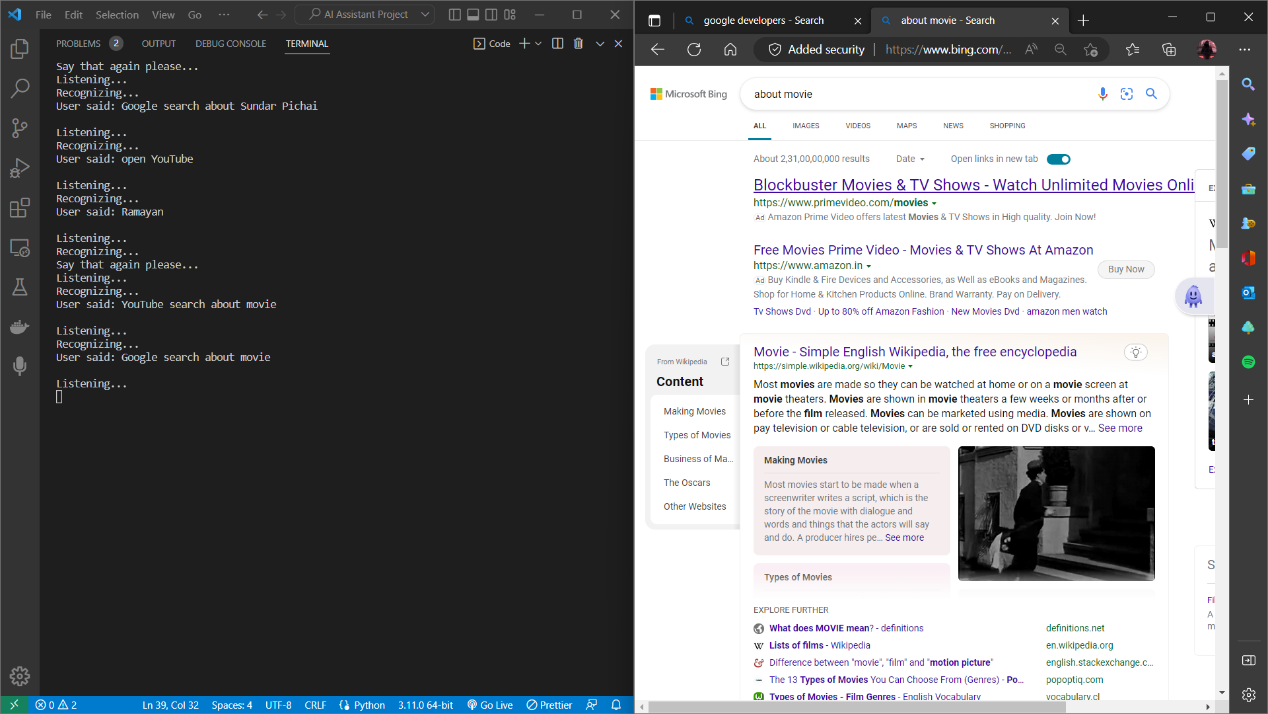 File Edit Selection View Go ··· AI Assistant Project
PROBLEMS 2 OUTPUT DEBUG CONSOLE TERMINAL Code
Say that again please...
Listening...
Recognizing...
User said: Google search about Sundar Pichai
Listening...
Recognizing...
User said: open YouTube
Listening...
Recognizing...
User said: Ramayan
Listening...
Recognizing...
Say that again please...
Listening...
Recognizing...
User said: YouTube search about movie
Listening...
Recognizing...
User said: Google search about movie
Listening...
0 2 Ln 39, Col 32 Spaces: 4 UTF-8 CRLF Python 3.11.0 64-bit Go Live Prettier
google developers - Search about movie - Search
Added security https://www.bing.com/...
Microsoft Bing about movie
ALL IMAGES VIDEOS MAPS NEWS SHOPPING
About 2,31,00,00,000 results Date Open links in new tab
Blockbuster Movies & TV Shows - Watch Unlimited Movies Onli
https://www.primevideo.com/movies
Ad Amazon Prime Video offers latest Movies & TV Shows in High quality. Join Now!
Free Movies Prime Video - Movies & TV Shows At Amazon
https://www.amazon.in
Buy Now
Ad Buy Kindle & Fire Devices and Accessories, as Well as eBooks and Magazines.
Shop for Home & Kitchen Products Online. Brand Warranty. Pay on Delivery.
Tv Shows Dvd · Up to 80% off Amazon Fashion · New Movies Dvd · amazon men watch
From Wikipedia
Content
Making Movies
Types of Movies
Business of Ma...
The Oscars
Other Websites
Movie - Simple English Wikipedia, the free encyclopedia
https://simple.wikipedia.org/wiki/Movie
Most movies are made so they can be watched at home or on a movie screen at
movie theaters. Movies are shown in movie theaters a few weeks or months after or
before the film released. Movies can be marketed using media. Movies are shown on
pay television or cable television, or are sold or rented on DVD disks or v... See more
Making Movies
Most movies start to be made when a
screenwriter writes a script, which is the
story of the movie with dialogue and
words and things that the actors will say
and do. A producer hires pe... See more
Types of Movies
EXPLORE FURTHER
What does MOVIE mean? - definitions definitions.net
Lists of films - Wikipedia en.wikipedia.org
Difference between "movie", "film" and "motion picture" english.stackexchange.c...
The 13 Types of Movies You Can Choose From (Genres) - Po... popoptiq.com
Types of Movies - Film Genres - English Vocabulary vocabulary.cl